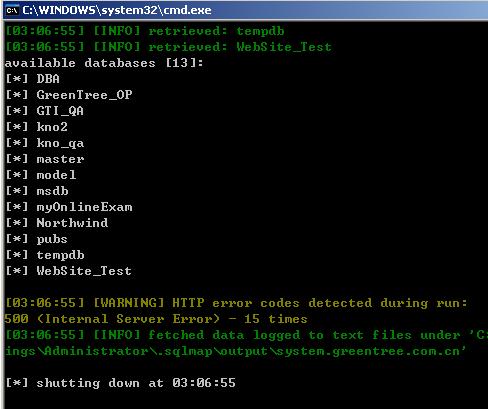 C:\WINDOWS\system32\cmd.exe
[03:06:55] [INFO] retrieved: tempdb
[03:06:55] [INFO] retrieved: WebSite_Test
available databases [13]:
[*] DBA
[*] GreenTree_OP
[*] GTI_QA
[*] kno2
[*] kno_qa
[*] master
[*] model
[*] msdb
[*] myOnlineExam
[*] Northwind
[*] pubs
[*] tempdb
[*] WebSite_Test
[03:06:55] [WARNING] HTTP error codes detected during run:
500 (Internal Server Error) - 15 times
[03:06:55] [INFO] fetched data logged to text files under 'C:
ings\Administrator\.sqlmap\output\system.greentree.com.cn'
[*] shutting down at 03:06:55